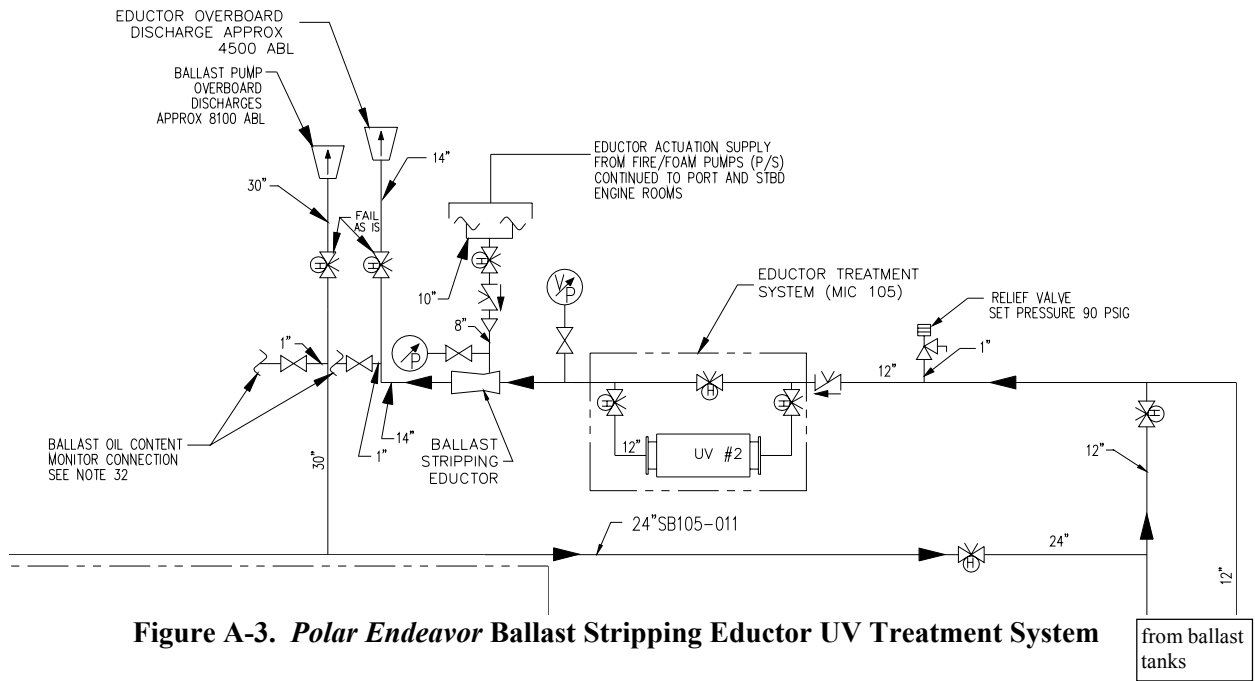 EDUCTOR OVERBOARD
DISCHARGE APPROX
4500 ABL
BALLAST PUMP
OVERBOARD
DISCHARGES
APPROX 8100 ABL
14"
30"
FAIL
AS IS
H
H
EDUCTOR ACTUATION SUPPLY
FROM FIRE/FOAM PUMPS (P/S)
CONTINUED TO PORT AND STBD
ENGINE ROOMS
H
10"
8"
P
V
P
EDUCTOR TREATMENT
SYSTEM (MIC 105)
RELIEF VALVE
SET PRESSURE 90 PSIG
1"
12"
1"
H
H
H
H
12"
UV #2
BALLAST OIL CONTENT
MONITOR CONNECTION
SEE NOTE 32
30"
14"
1"
BALLAST
STRIPPING
EDUCTOR
12"
24"SB105-011
H
24"
12"
Figure A-3. Polar Endeavor Ballast Stripping Eductor UV Treatment System
from ballast
tanks